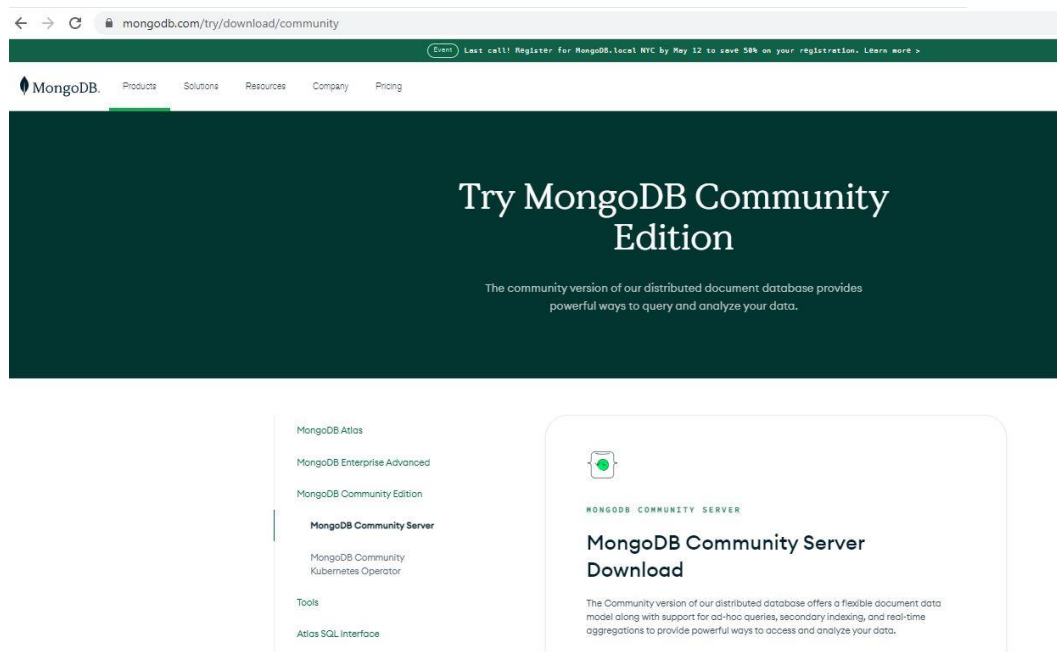 mongodb.com/try/download/community
Event Last call! Register for MongoDB.local NYC by May 12 to save 50% on your registration. Learn more >
MongoDB. Products Solutions Resources Company Pricing
Try MongoDB Community
Edition
The community version of our distributed document database provides
powerful ways to query and analyze your data.
MongoDB Atlas
MongoDB Enterprise Advanced
MongoDB Community Edition
MongoDB Community Server
MongoDB Community
Kubernetes Operator
Tools
Atlas SQL Interface
MONGODB COMMUNITY SERVER
MongoDB Community Server
Download
The Community version of our distributed database offers a flexible document data
model along with support for ad-hoc queries, secondary indexing, and real-time
aggregations to provide powerful ways to access and analyze your data.